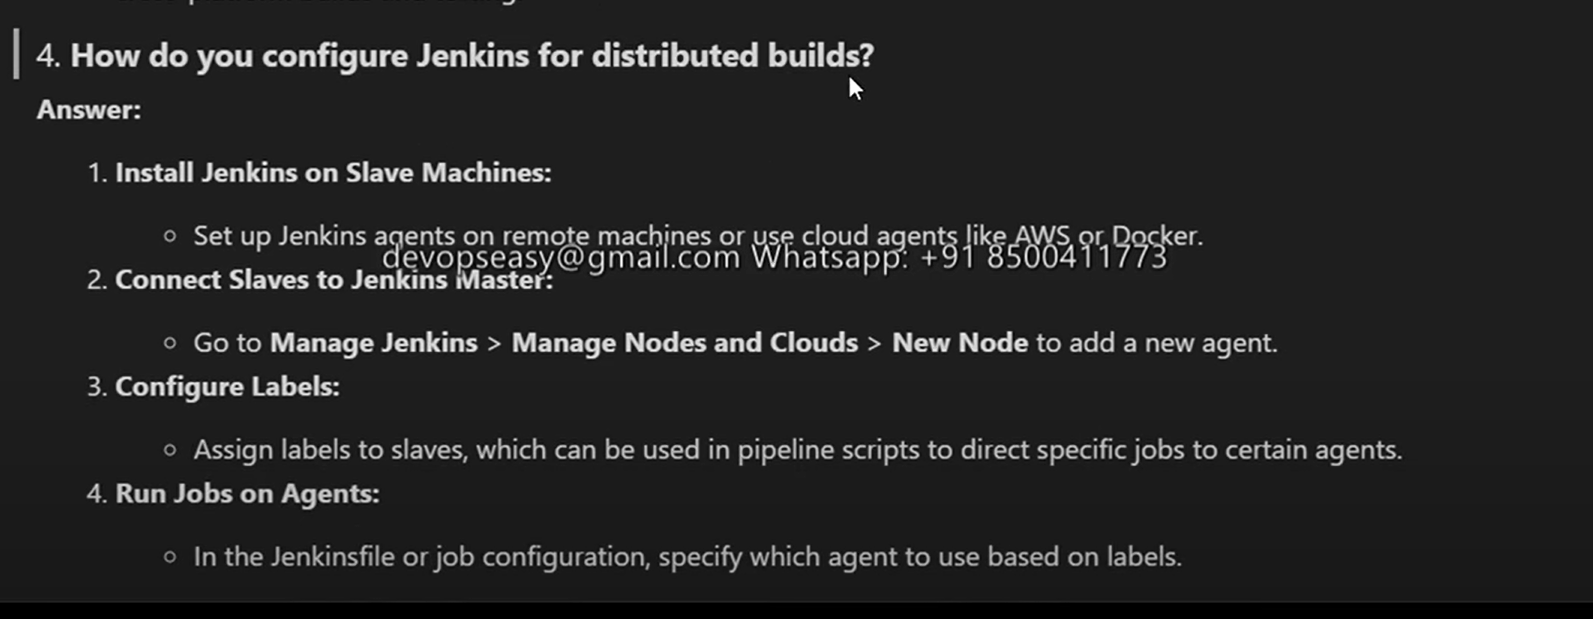 4. How do you configure Jenkins for distributed builds?
Answer:
1. Install Jenkins on Slave Machines:
○ Set up Jenkins agents on remote machines or use cloud agents like AWS or Docker.
devopseasy@gmail.com Whatsapp: +91 8500411773
2. Connect Slaves to Jenkins Master:
○ Go to Manage Jenkins > Manage Nodes and Clouds > New Node to add a new agent.
3. Configure Labels:
○ Assign labels to slaves, which can be used in pipeline scripts to direct specific jobs to certain agents.
4. Run Jobs on Agents:
○ In the Jenkinsfile or job configuration, specify which agent to use based on labels.